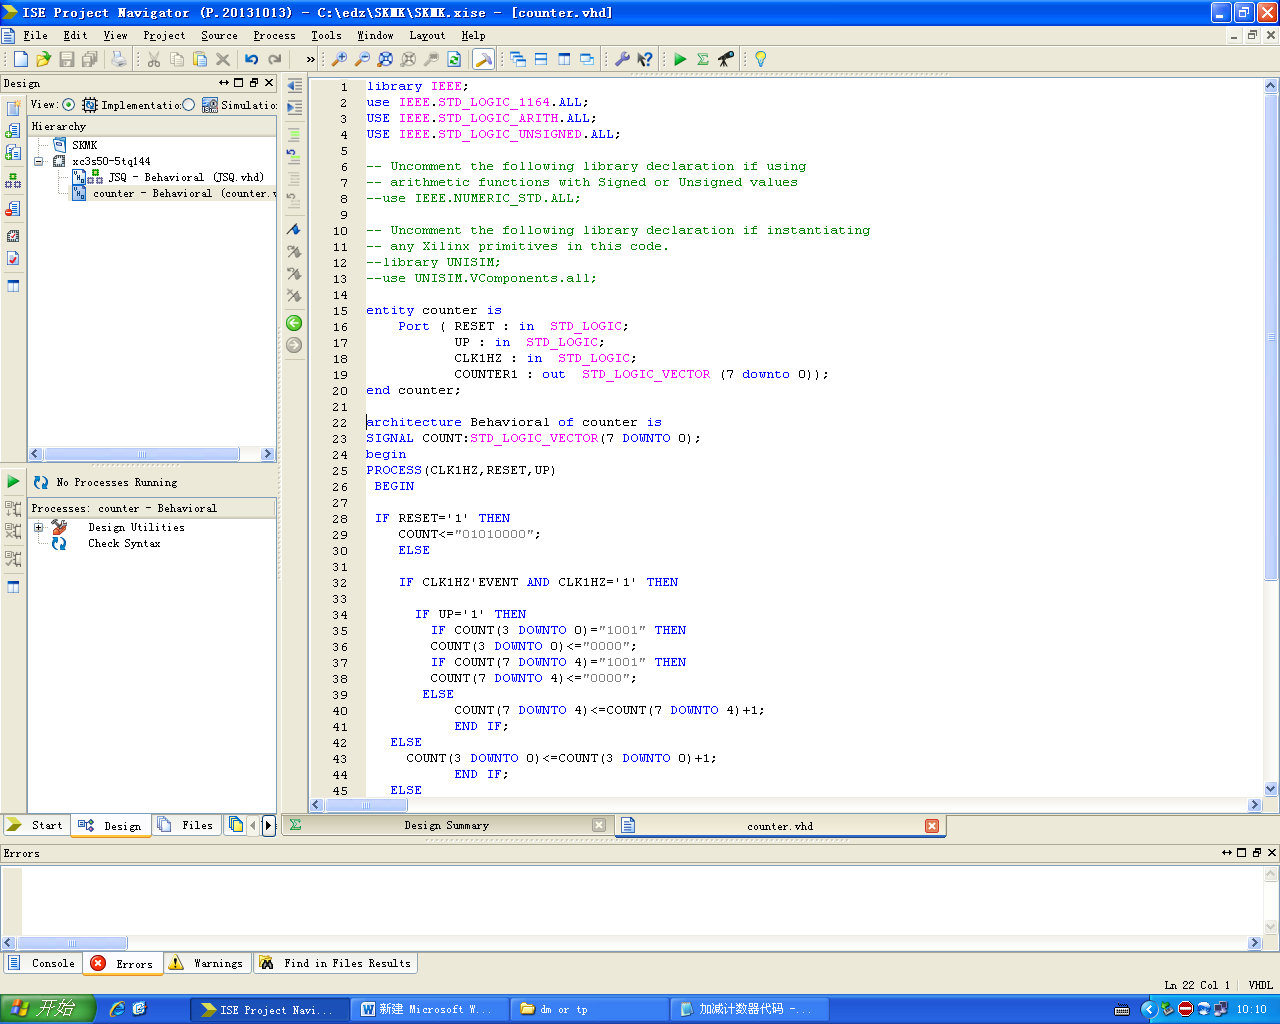 ISE Project Navigator (P.20131013) - C:\edz\SKMK\SKMK.xise - [counter.vhd]
File Edit View Project Source Process Tools Window Layout Help
Design
View: Implementatio: Simulatio:
Hierarchy
SKMK
xc3s50-5tq144
JSQ - Behavioral (JSQ.vhd)
counter - Behavioral (counter.v
No Processes Running
Processes: counter - Behavioral
Design Utilities
Check Syntax
Start Design Files
1 library IEEE;
2 use IEEE.STD_LOGIC_1164.ALL;
3 USE IEEE.STD_LOGIC_ARITH.ALL;
4 USE IEEE.STD_LOGIC_UNSIGNED.ALL;
5
6 -- Uncomment the following library declaration if using
7 -- arithmetic functions with Signed or Unsigned values
8 --use IEEE.NUMERIC_STD.ALL;
9
10 -- Uncomment the following library declaration if instantiating
11 -- any Xilinx primitives in this code.
12 --library UNISIM;
13 --use UNISIM.VComponents.all;
14
15 entity counter is
16 Port ( RESET : in STD_LOGIC;
17 UP : in STD_LOGIC;
18 CLK1HZ : in STD_LOGIC;
19 COUNTER1 : out STD_LOGIC_VECTOR (7 downto 0));
20 end counter;
21
22 architecture Behavioral of counter is
23 SIGNAL COUNT:STD_LOGIC_VECTOR(7 DOWNTO 0);
24 begin
25 PROCESS(CLK1HZ,RESET,UP)
26 BEGIN
27
28 IF RESET='1' THEN
29 COUNT<="01010000";
30 ELSE
31
32 IF CLK1HZ'EVENT AND CLK1HZ='1' THEN
33
34 IF UP='1' THEN
35 IF COUNT(3 DOWNTO 0)="1001" THEN
36 COUNT(3 DOWNTO 0)<="0000";
37 IF COUNT(7 DOWNTO 4)="1001" THEN
38 COUNT(7 DOWNTO 4)<="0000";
39 ELSE
40 COUNT(7 DOWNTO 4)<=COUNT(7 DOWNTO 4)+1;
41 END IF;
42 ELSE
43 COUNT(3 DOWNTO 0)<=COUNT(3 DOWNTO 0)+1;
44 END IF;
45 ELSE
Design Summary counter.vhd
Errors
Console Errors Warnings Find in Files Results
Ln 22 Col 1 VHDL
开始 ISE Project Navi... 新建 Microsoft W... dm or tp 加减计数器代码 -... 10:10